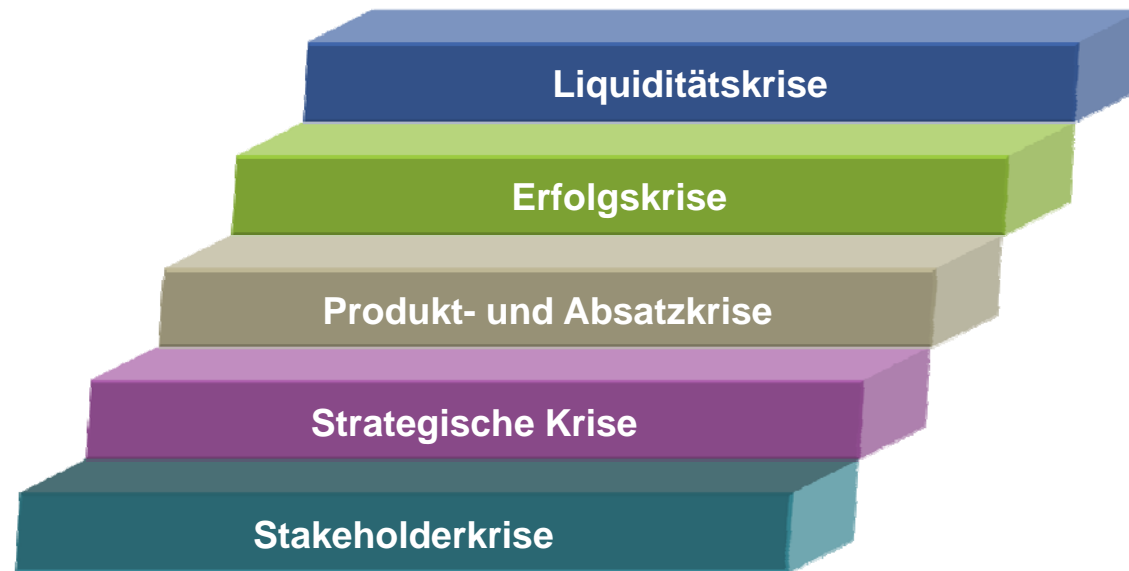 Liquiditätskrise
Erfolgskrise
Produkt- und Absatzkrise
Strategische Krise
Stakeholderkrise